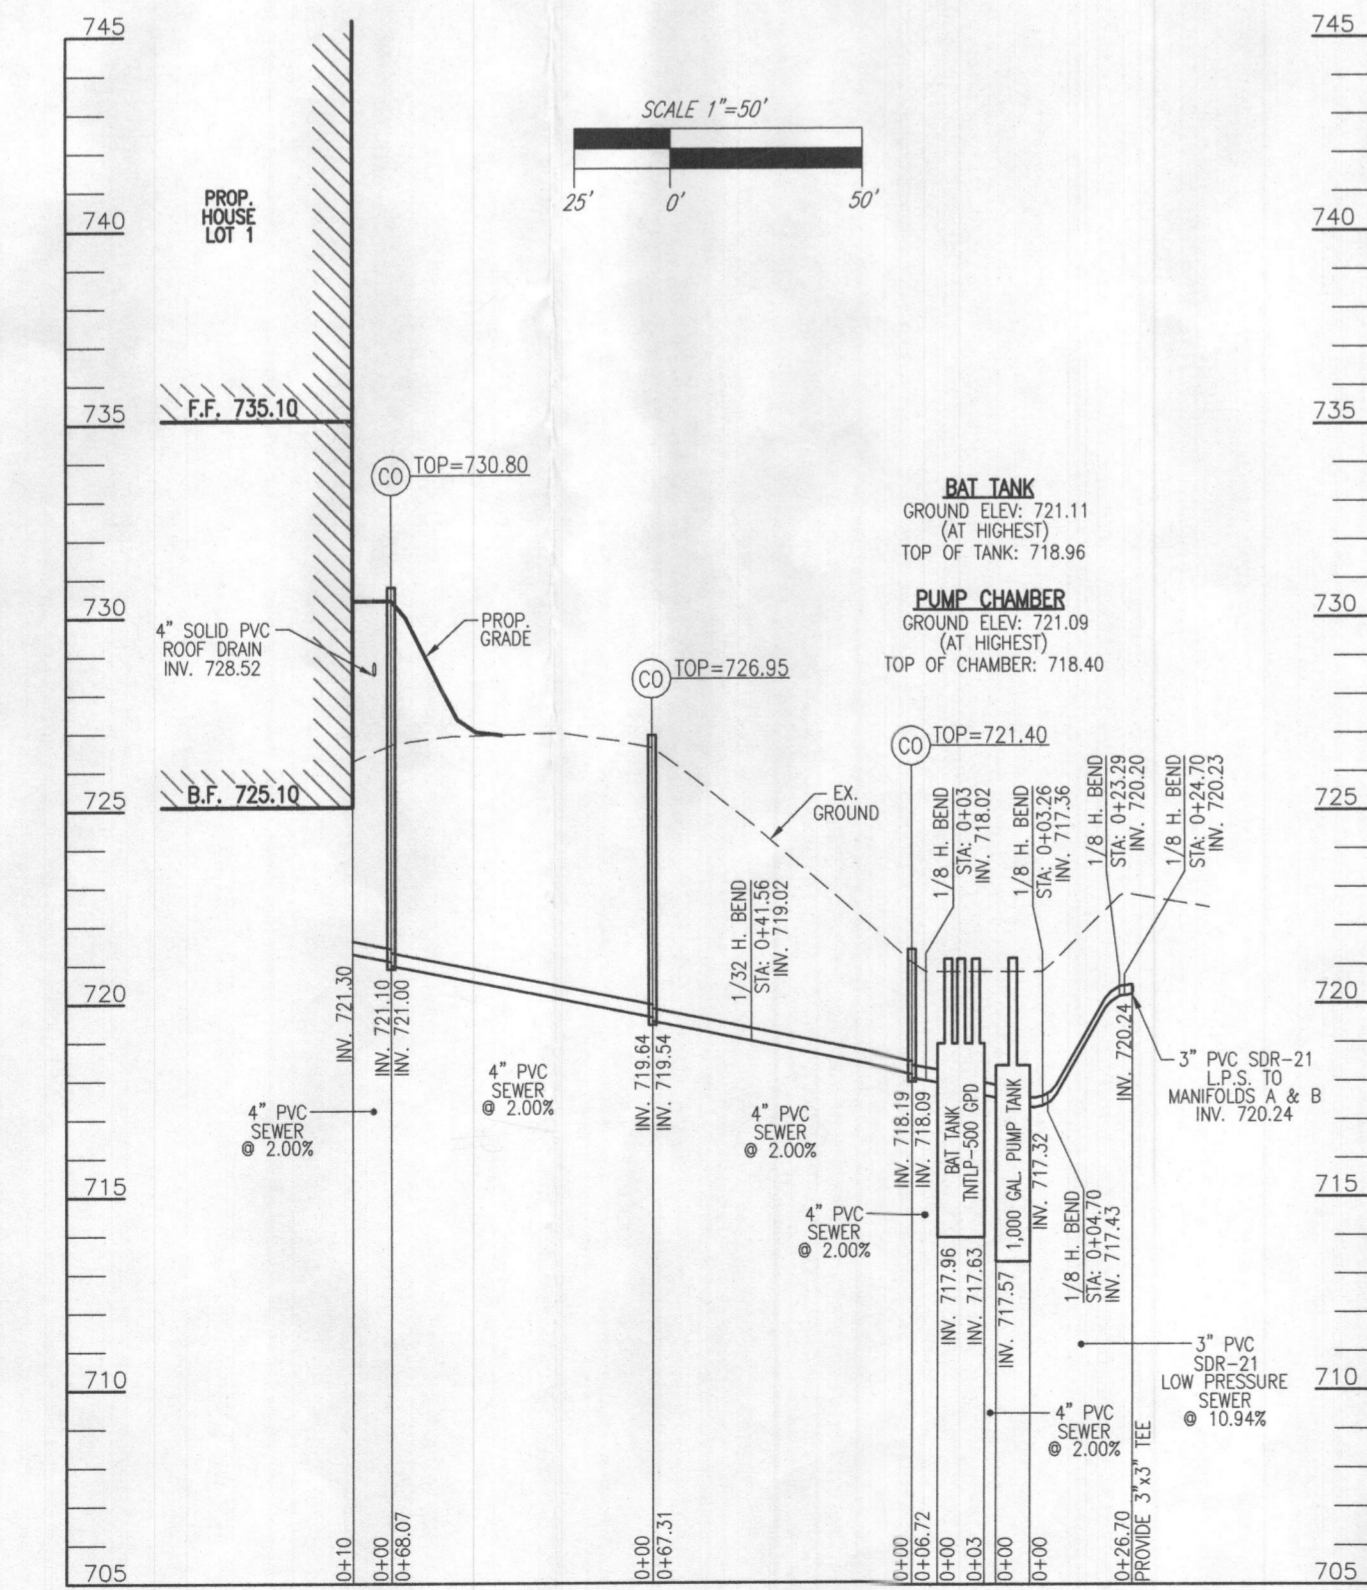 745
745
SCALE 1"=50'
25'
0'
50'
PROP.
HOUSE
LOT 1
740
740
F.F. 735.10
735
735
CO
TOP=730.80
BAT TANK
GROUND ELEV: 721.11
(AT HIGHEST)
TOP OF TANK: 718.96
PUMP CHAMBER
GROUND ELEV: 721.09
(AT HIGHEST)
TOP OF CHAMBER: 718.40
730
730
4" SOLID PVC
ROOF DRAIN
INV. 728.52
PROP.
GRADE
CO
TOP=726.95
CO
TOP=721.40
B.F. 725.10
725
725
EX.
GROUND
1/32 H. BEND
STA: 0+41.56
INV. 719.02
1/8 H. BEND
STA: 0+03
INV. 718.02
1/8 H. BEND
STA: 0+03.26
INV. 717.36
1/8 H. BEND
STA: 0+23.29
INV. 720.20
1/8 H. BEND
STA: 0+24.70
INV. 720.23
720
720
INV. 721.30
INV. 721.10
INV. 721.00
INV. 719.64
INV. 719.54
INV. 718.19
INV. 718.09
BAT TANK
TNTLP-500 GPD
1,000 GAL. PUMP TANK
INV. 717.32
INV. 720.24
3" PVC SDR-21
L.P.S. TO
MANIFOLDS A & B
INV. 720.24
4" PVC
SEWER
@ 2.00%
4" PVC
SEWER
@ 2.00%
4" PVC
SEWER
@ 2.00%
4" PVC
SEWER
@ 2.00%
715
715
INV. 717.96
INV. 717.63
INV. 717.57
1/8 H. BEND
STA: 0+04.70
INV. 717.43
3" PVC
SDR-21
LOW PRESSURE
SEWER
@ 10.94%
710
710
4" PVC
SEWER
@ 2.00%
PROVIDE 3"x3" TEE
0+10
0+00
0+68.07
0+00
0+67.31
0+00
0+06.72
0+00
0+03
0+00
0+00
0+26.70
705
705